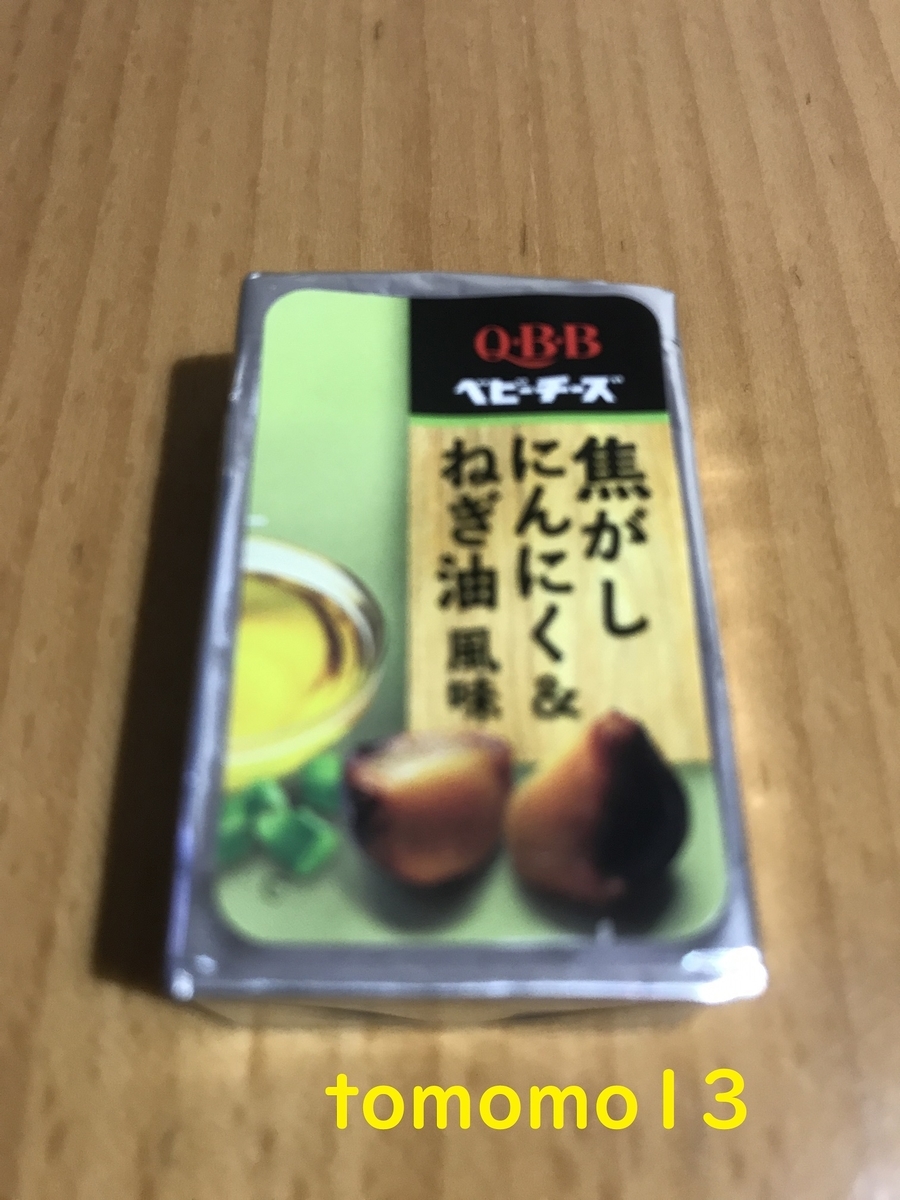 Q·B·B
ベビーチーズ
焦がし
にんにく&
ねぎ油 風味
tomomo13